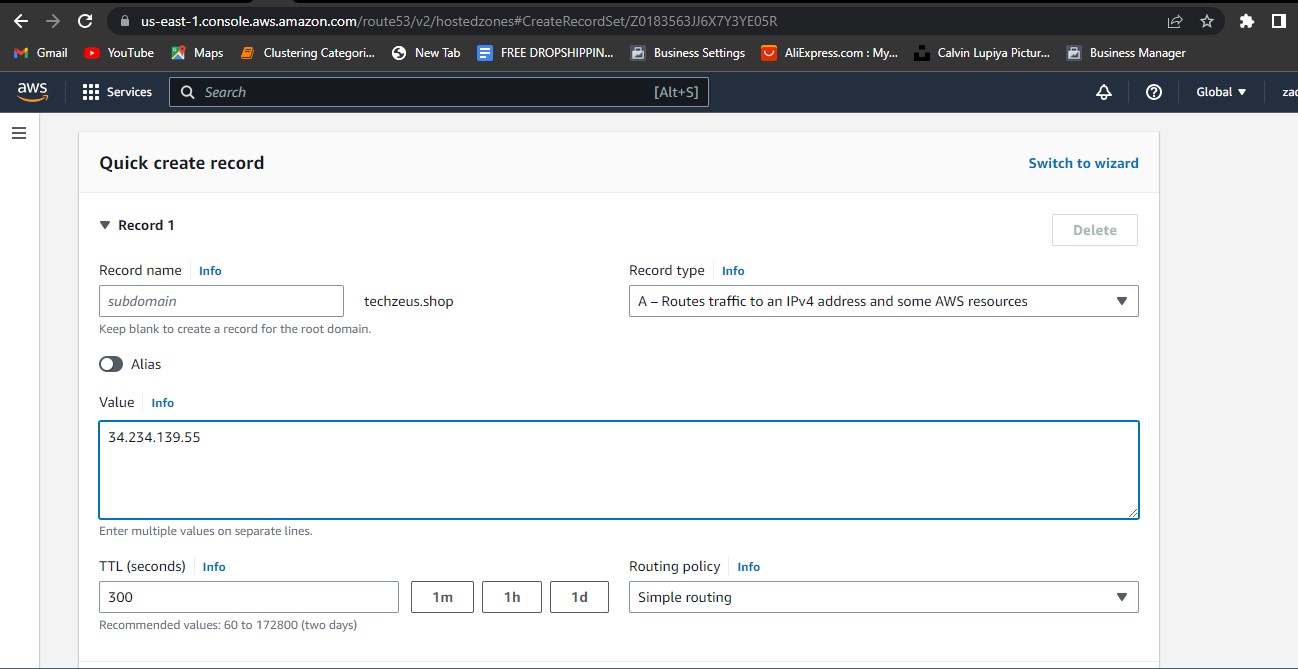 us-east-1.console.aws.amazon.com/route53/v2/hostedzones#CreateRecordSet/Z0183563JJ6X7Y3YE05R
Gmail YouTube Maps Clustering Categori... New Tab FREE DROPSHIPPIN... Business Settings AliExpress.com : My... Calvin Lupiya Pictur... Business Manager
aws Services Search [Alt+S] Global ▼ zac
Quick create record Switch to wizard
▼ Record 1 Delete
Record name Info Record type Info
subdomain techzeus.shop A – Routes traffic to an IPv4 address and some AWS resources
Keep blank to create a record for the root domain.
Alias
Value Info
34.234.139.55
Enter multiple values on separate lines.
TTL (seconds) Info Routing policy Info
300 1m 1h 1d Simple routing
Recommended values: 60 to 172800 (two days)